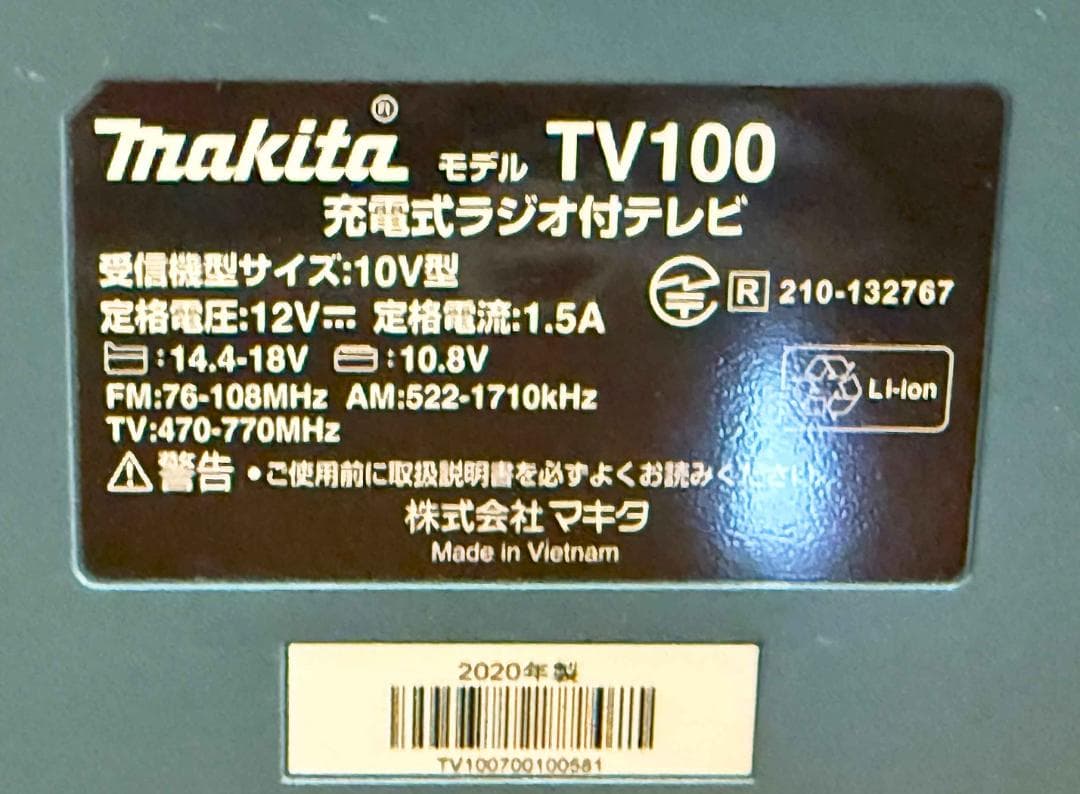 makita® モデル TV100
充電式ラジオ付テレビ
受信機型サイズ:10V型
定格電圧:12V⎓ 定格電流:1.5A
R 210-132767
:14.4-18V :10.8V
Li-ion
FM:76-108MHz AM:522-1710kHz
TV:470-770MHz
⚠警告 •ご使用前に取扱説明書を必ずよくお読みください。
株式会社マキタ
Made in Vietnam
2020年製
TV100700100581